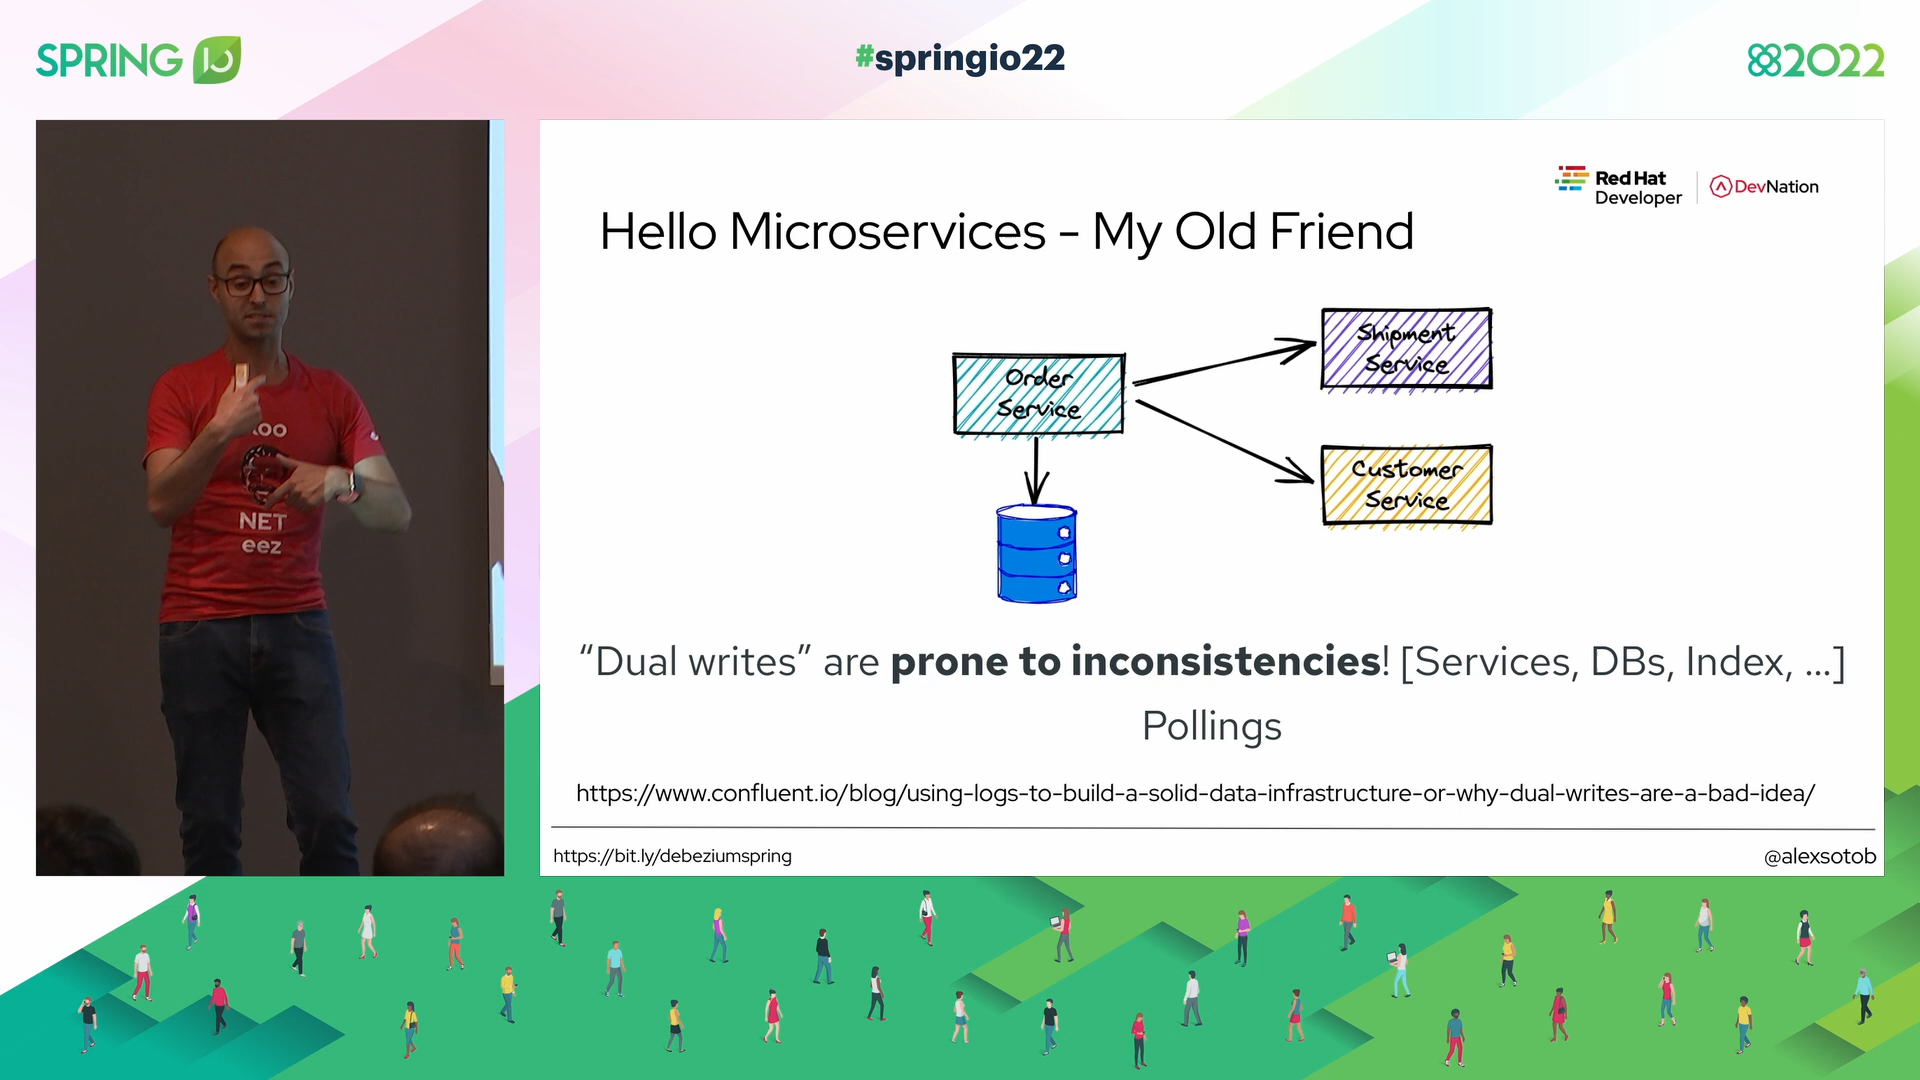 SPRING IO
#springio22
2022
Red Hat
Developer
DevNation
Hello Microservices - My Old Friend
Order
Service
Shipment
Service
Customer
Service
"Dual writes" are prone to inconsistencies! [Services, DBs, Index, ...]
Pollings
https://www.confluent.io/blog/using-logs-to-build-a-solid-data-infrastructure-or-why-dual-writes-are-a-bad-idea/
https://bit.ly/debeziumspring
@alexsotob
NET
eez